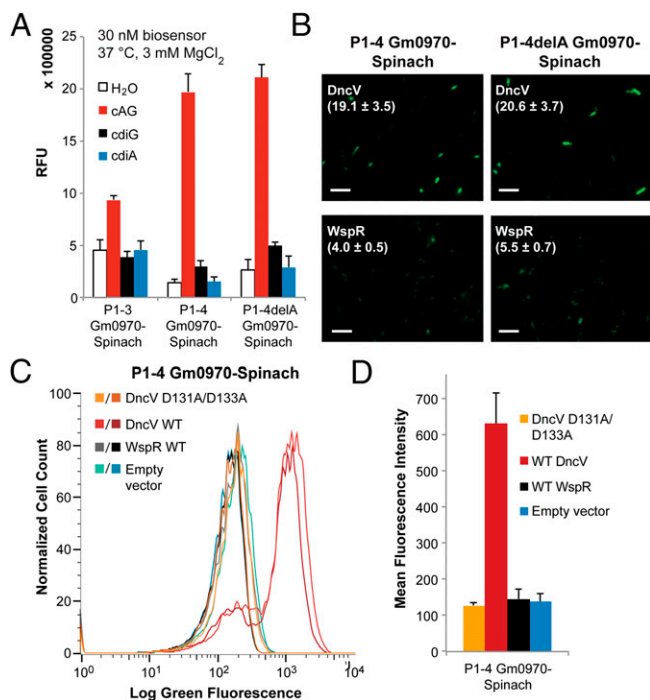 A
30 nM biosensor
37 °C, 3 mM MgCl2
x 100000
25
20
15
10
5
0
RFU
H2O
cAG
cdiG
cdiA
P1-3
Gm0970-
Spinach
P1-4
Gm0970-
Spinach
P1-4delA
Gm0970-
Spinach
B
P1-4 Gm0970-
Spinach
P1-4delA Gm0970-
Spinach
DncV
(19.1 ± 3.5)
DncV
(20.6 ± 3.7)
WspR
(4.0 ± 0.5)
WspR
(5.5 ± 0.7)
C
P1-4 Gm0970-Spinach
100
80
60
40
20
0
Normalized Cell Count
/ DncV D131A/D133A
/ DncV WT
/ WspR WT
/ Empty
vector
10^0
10^1
10^2
10^3
10^4
Log Green Fluorescence
D
700
600
500
400
300
200
100
0
Mean Fluorescence Intensity
DncV D131A/
D133A
WT DncV
WT WspR
Empty vector
P1-4 Gm0970-
Spinach